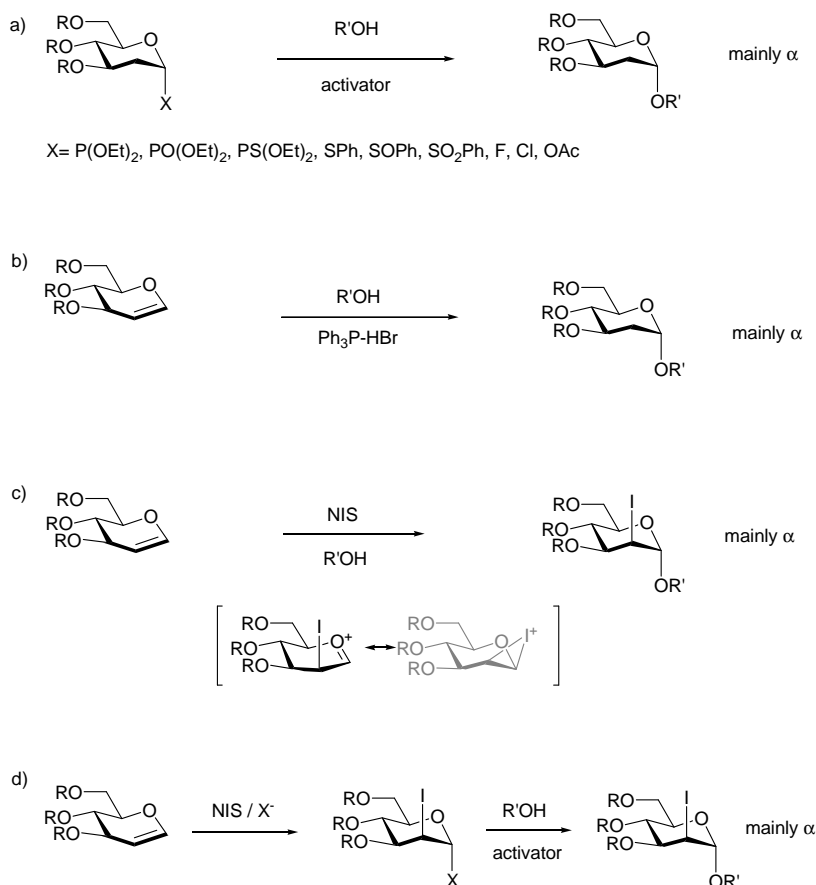 a)
RO
O
RO
RO
X
R'OH
activator
RO
O
RO
RO
OR'
mainly α
X= P(OEt)2, PO(OEt)2, PS(OEt)2, SPh, SOPh, SO2Ph, F, Cl, OAc
b)
RO
O
RO
RO
R'OH
Ph3P-HBr
RO
O
RO
RO
OR'
mainly α
c)
RO
O
RO
RO
NIS
R'OH
RO
I
O
RO
RO
OR'
mainly α
RO
I
O+
RO
RO
RO
O
I+
RO
RO
d)
RO
O
RO
RO
NIS / X-
RO
I
O
RO
RO
X
R'OH
activator
RO
I
O
RO
RO
OR'
mainly α